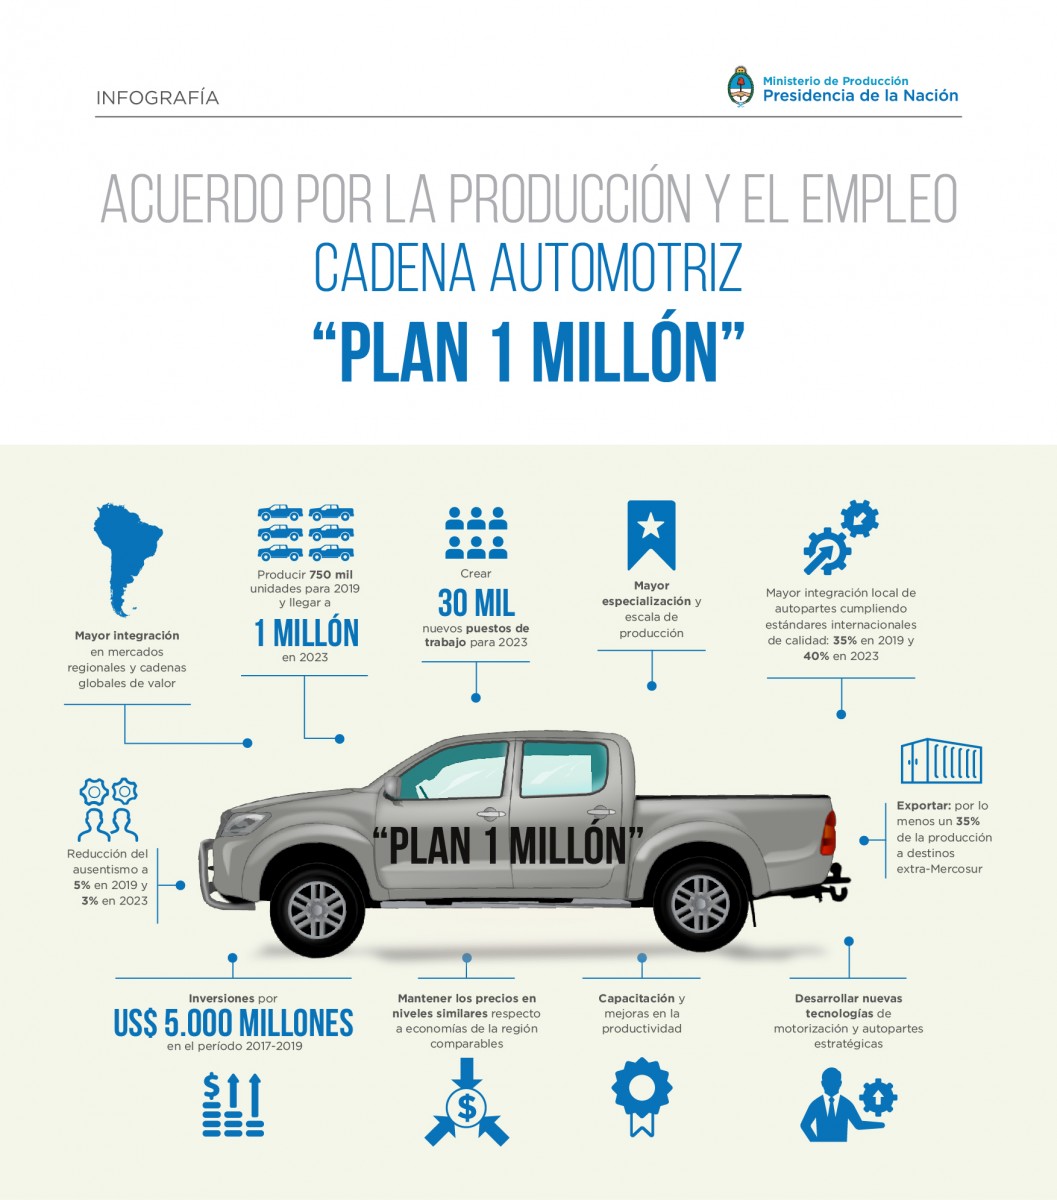 INFOGRAFÍA
Ministerio de Producción
Presidencia de la Nación
ACUERDO POR LA PRODUCCIÓN Y EL EMPLEO
CADENA AUTOMOTRIZ
“PLAN 1 MILLÓN”
Mayor integración
en mercados
regionales y cadenas
globales de valor
Producir 750 mil
unidades para 2019
y llegar a
1 MILLÓN
en 2023
Crear
30 MIL
nuevos puestos de
trabajo para 2023
Mayor
especialización y
escala de
producción
Mayor integración local de
autopartes cumpliendo
estándares internacionales
de calidad: 35% en 2019 y
40% en 2023
Reducción del
ausentismo a
5% en 2019 y
3% en 2023
“PLAN 1 MILLÓN”
Exportar: por lo
menos un 35%
de la producción
a destinos
extra-Mercosur
Inversiones por
US$ 5.000 MILLONES
en el período 2017-2019
Mantener los precios en
niveles similares respecto
a economías de la región
comparables
Capacitación y
mejoras en la
productividad
Desarrollar nuevas
tecnologías de
motorización y autopartes
estratégicas
$
$